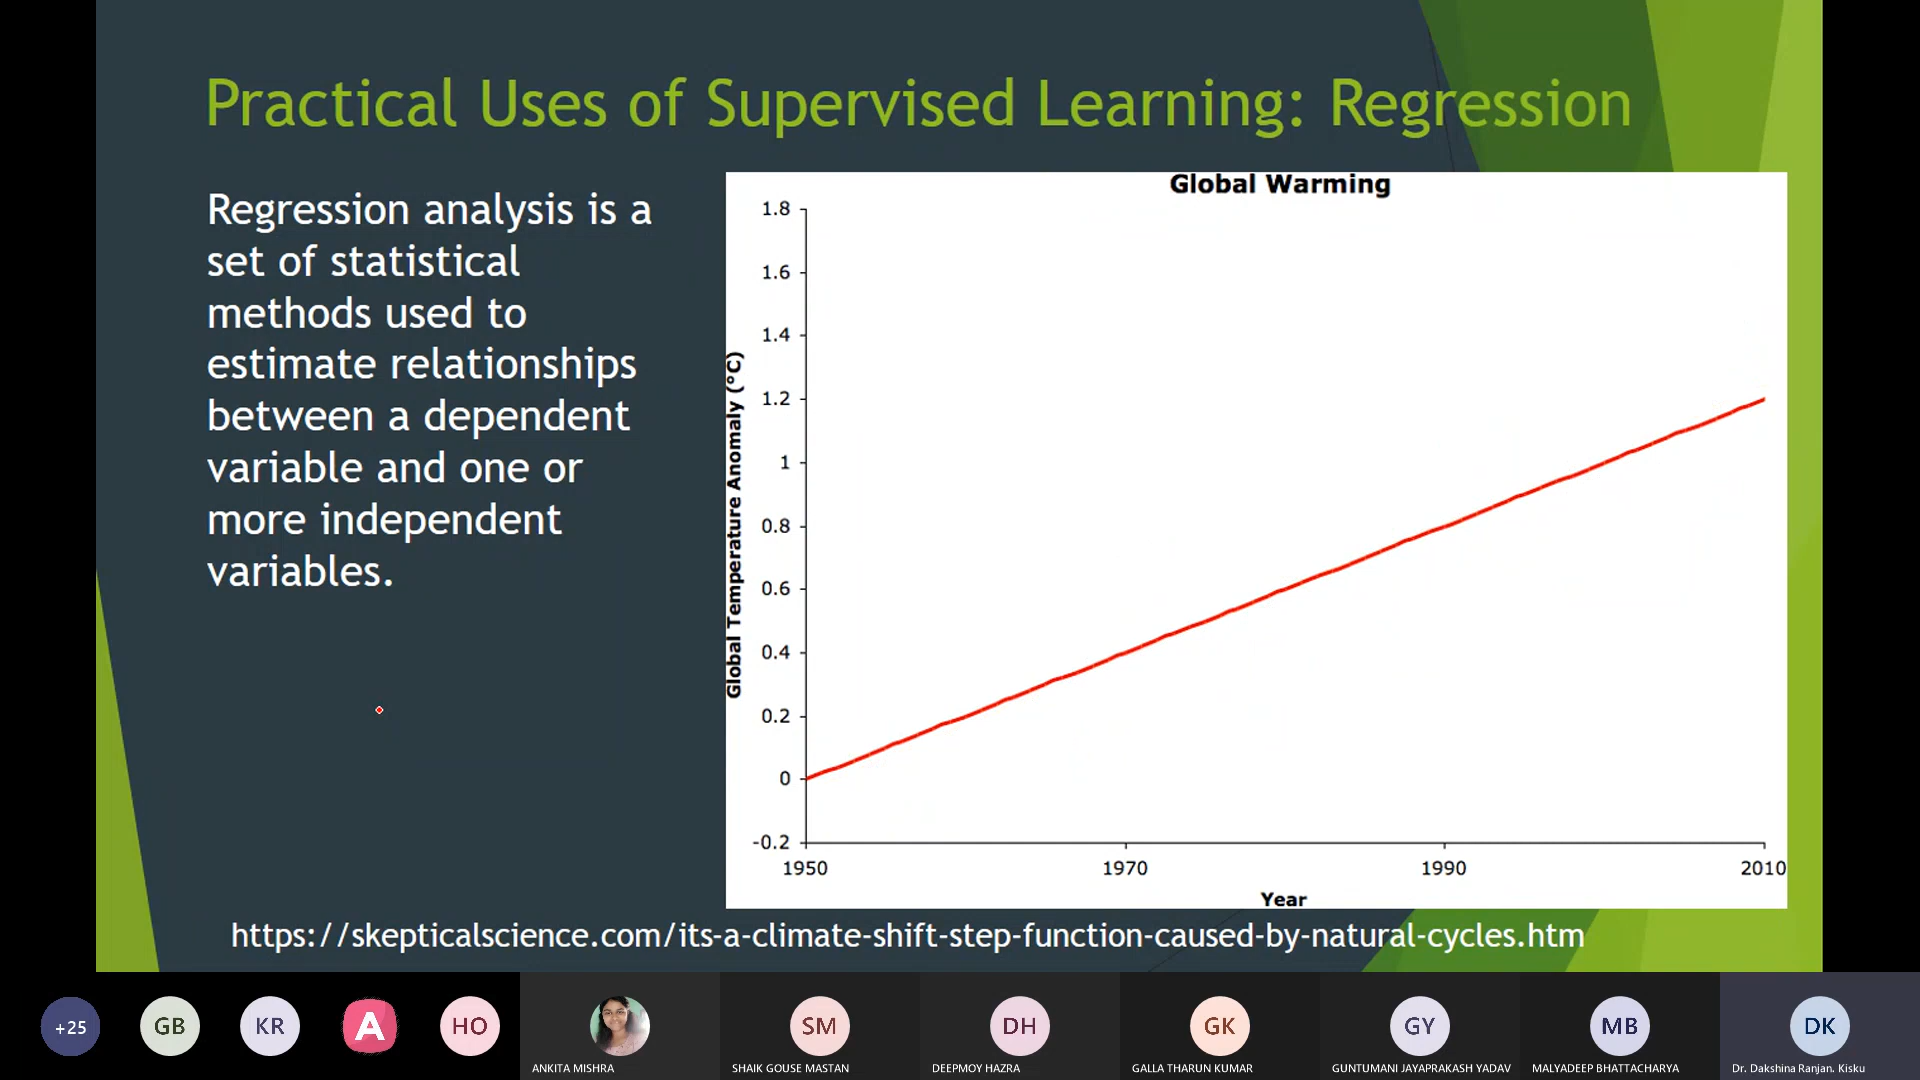 Practical Uses of Supervised Learning: Regression
Regression analysis is a
set of statistical
methods used to
estimate relationships
between a dependent
variable and one or
more independent
variables.
Global Warming
Global Temperature Anomaly (°C)
1.8
1.6
1.4
1.2
1
0.8
0.6
0.4
0.2
0
-0.2
1950 1970 1990 2010
Year
https://skepticalscience.com/its-a-climate-shift-step-function-caused-by-natural-cycles.htm
+25 GB KR A HO SM DH GK GY MB DK
ANKITA MISHRA SHAIK GOUSE MASTAN DEEPMOY HAZRA GALLA THARUN KUMAR GUNTUMANI JAYAPRAKASH YADAV MALYADEEP BHATTACHARYA Dr. Dakshina Ranjan. Kisku